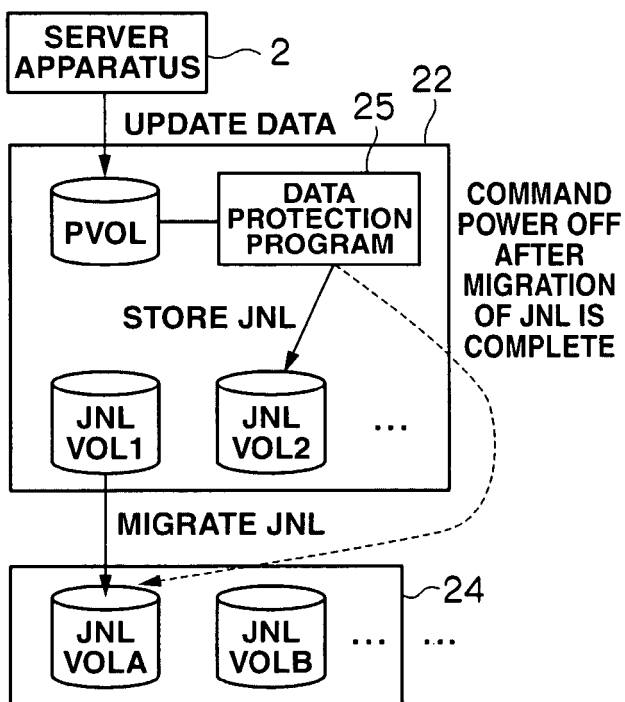 SERVER
APPARATUS
2
UPDATE DATA
25
22
PVOL
DATA
PROTECTION
PROGRAM
COMMAND
POWER OFF
AFTER
MIGRATION
OF JNL IS
COMPLETE
STORE JNL
JNL
VOL1
JNL
VOL2
...
MIGRATE JNL
24
JNL
VOLA
JNL
VOLB
...
...